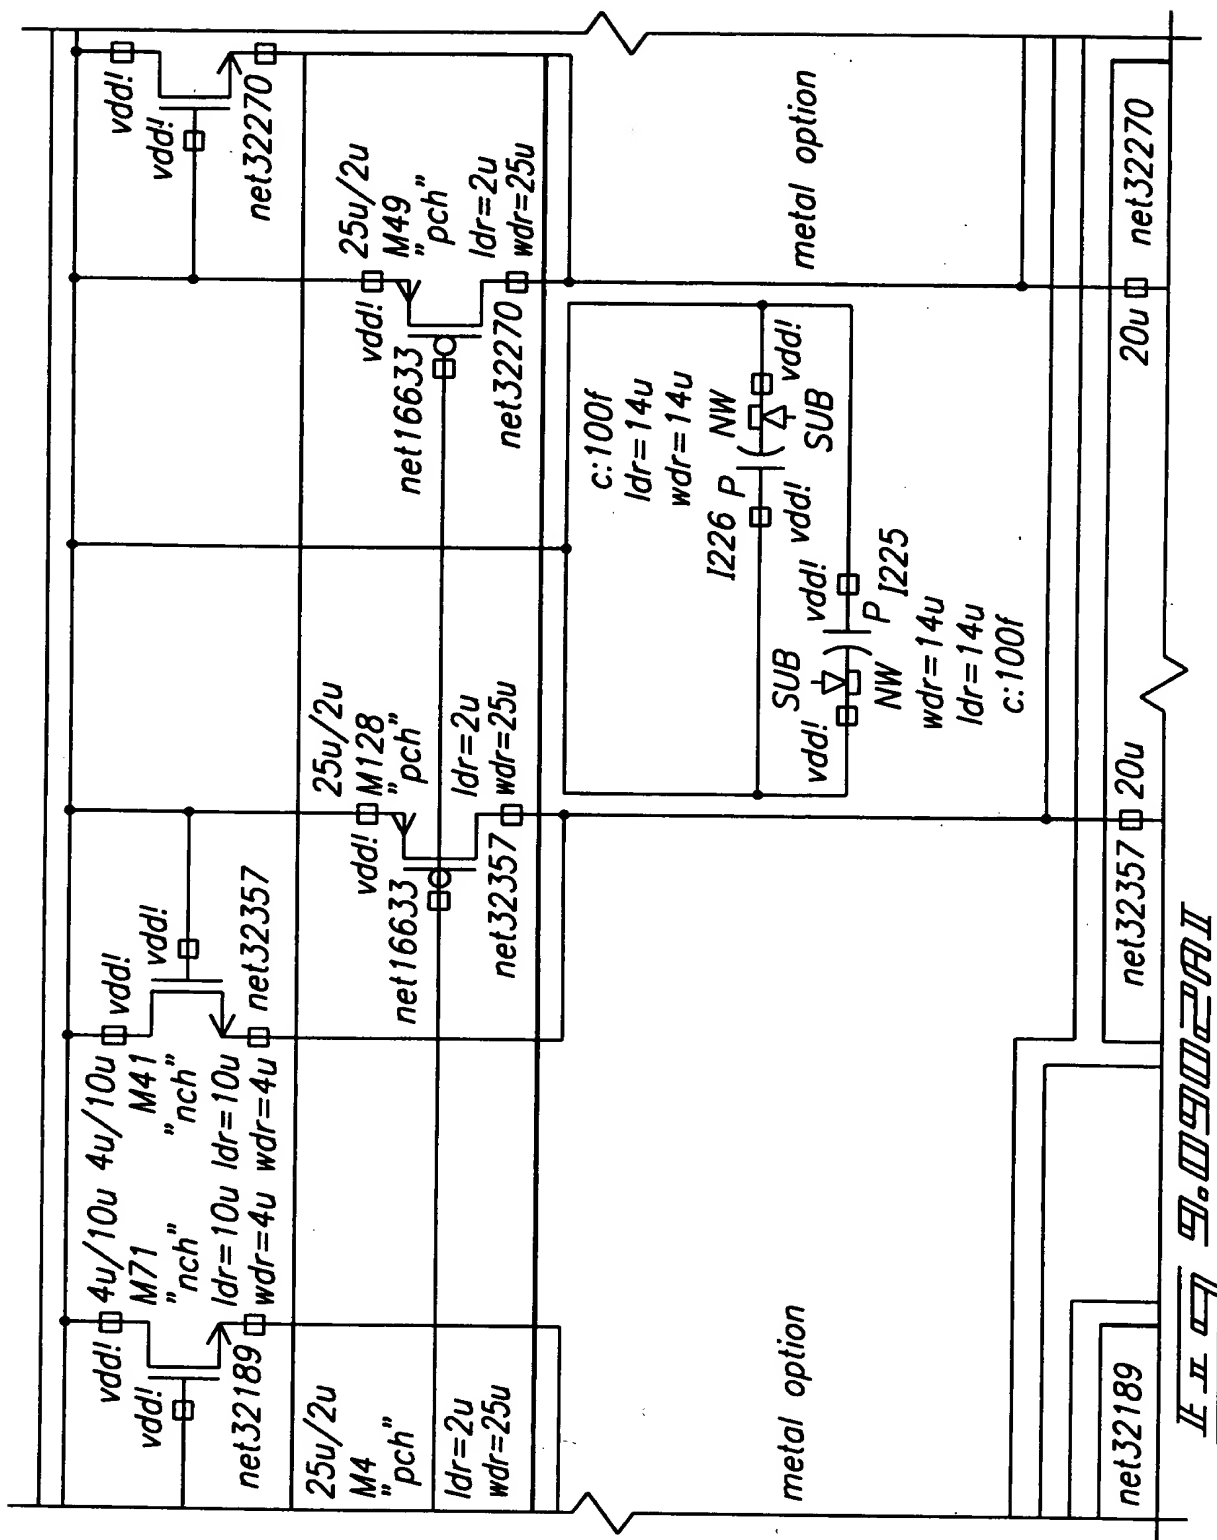 vdd!
vdd!
net32189
4u/10u
M71
"nch"
ldr=10u
wdr=4u
4u/10u
M41
"nch"
ldr=10u
wdr=4u
vdd!
vdd!
net32357
vdd!
vdd!
net32270
25u/2u
M4
"pch"
ldr=2u
wdr=25u
25u/2u
M128
"pch"
ldr=2u
wdr=25u
vdd!
net16633
net32357
25u/2u
M49
"pch"
ldr=2u
wdr=25u
vdd!
net16633
net32270
c:100f
ldr=14u
wdr=14u
I226 P
NW
vdd!
vdd!
SUB
SUB
vdd!
vdd!
NW
P I225
wdr=14u
ldr=14u
c:100f
metal option
metal option
net32189
net32357
20u
20u
net32270
FIG 9.0902AII